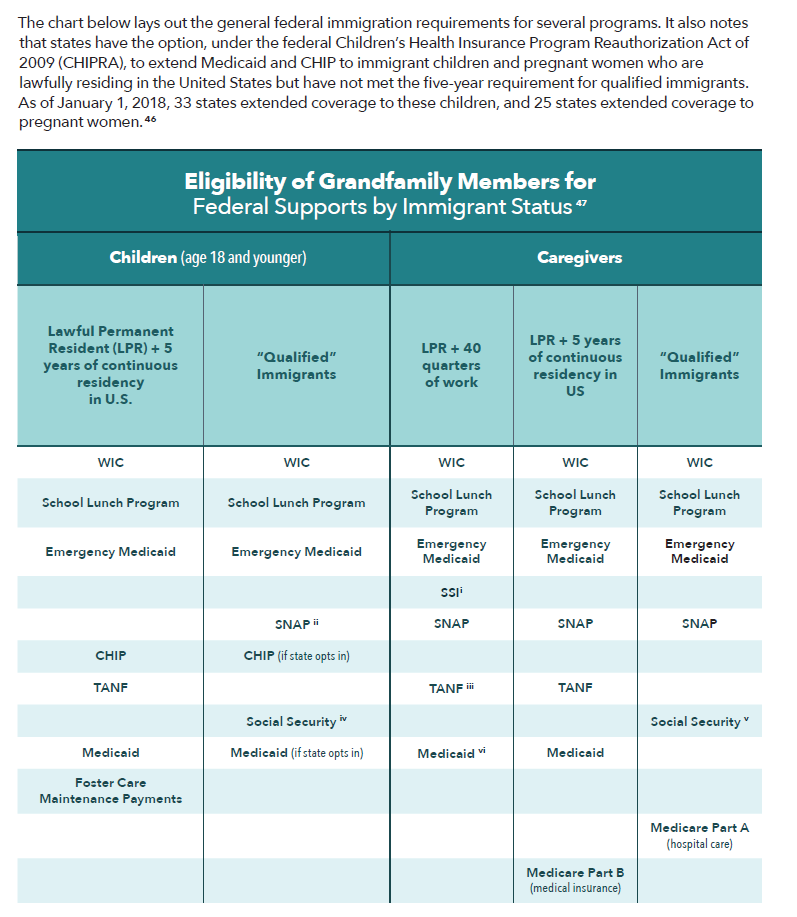 The chart below lays out the general federal immigration requirements for several programs. It also notes
that states have the option, under the federal Children’s Health Insurance Program Reauthorization Act of
2009 (CHIPRA), to extend Medicaid and CHIP to immigrant children and pregnant women who are
lawfully residing in the United States but have not met the five-year requirement for qualified immigrants.
As of January 1, 2018, 33 states extended coverage to these children, and 25 states extended coverage to
pregnant women.⁴⁶
Eligibility of Grandfamily Members for
Federal Supports by Immigrant Status ⁴⁷
Children (age 18 and younger)
Caregivers
Lawful Permanent
Resident (LPR) + 5
years of continuous
residency
in U.S.
“Qualified”
Immigrants
LPR + 40
quarters
of work
LPR + 5 years
of continuous
residency in
US
“Qualified”
Immigrants
WIC
WIC
WIC
WIC
WIC
School Lunch Program
School Lunch Program
School Lunch
Program
School Lunch
Program
School Lunch
Program
Emergency Medicaid
Emergency Medicaid
Emergency
Medicaid
Emergency
Medicaid
Emergency
Medicaid
SSI i
SNAP ii
SNAP
SNAP
SNAP
CHIP
CHIP (if state opts in)
TANF
TANF iii
TANF
Social Security iv
Social Security v
Medicaid
Medicaid (if state opts in)
Medicaid vi
Medicaid
Foster Care
Maintenance Payments
Medicare Part A
(hospital care)
Medicare Part B
(medical insurance)